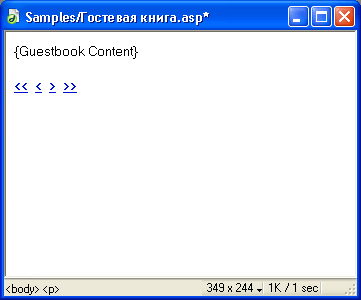 Samples/Гостевая книга.asp*
{Guestbook Content}
<< < > >>
<body> <p> 349 x 244 1K / 1 sec